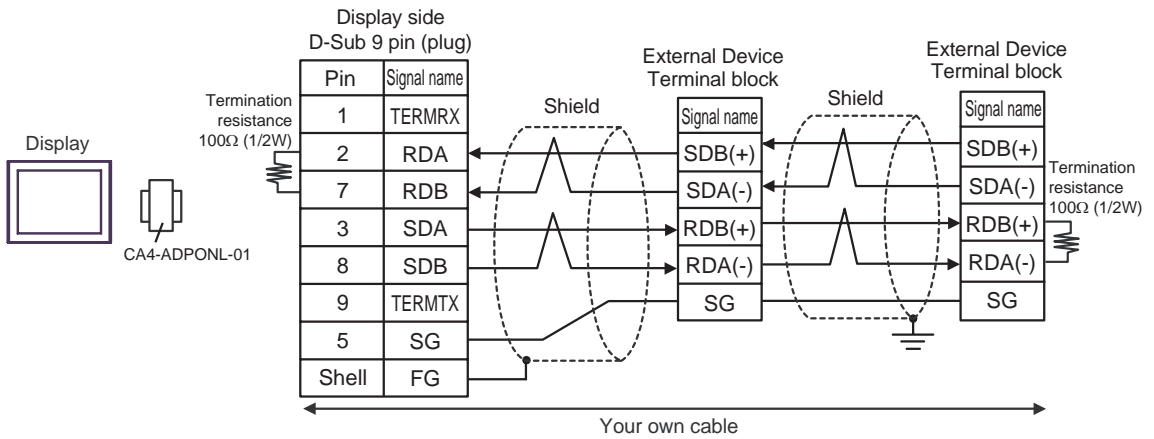 Display
CA4-ADPONL-01
Termination
resistance
100Ω (1/2W)
Display side
D-Sub 9 pin (plug)
Pin Signal name
1 TERMRX
2 RDA
7 RDB
3 SDA
8 SDB
9 TERMTX
5 SG
Shell FG
Shield
External Device
Terminal block
Signal name
SDB(+)
SDA(-)
RDB(+)
RDA(-)
SG
Shield
External Device
Terminal block
Signal name
SDB(+)
SDA(-)
RDB(+)
RDA(-)
SG
Termination
resistance
100Ω (1/2W)
Your own cable